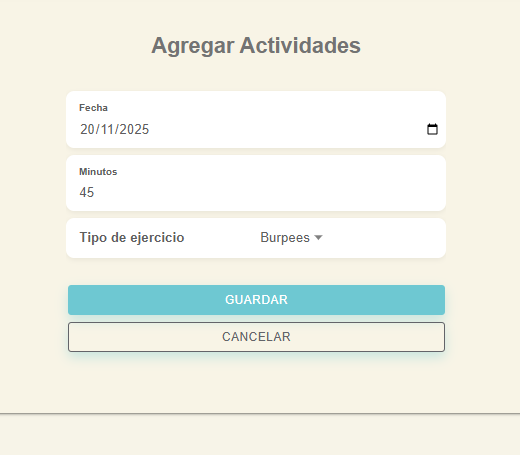 Agregar Actividades
Fecha
20/11/2025
Minutos
45
Tipo de ejercicio Burpees
GUARDAR
CANCELAR